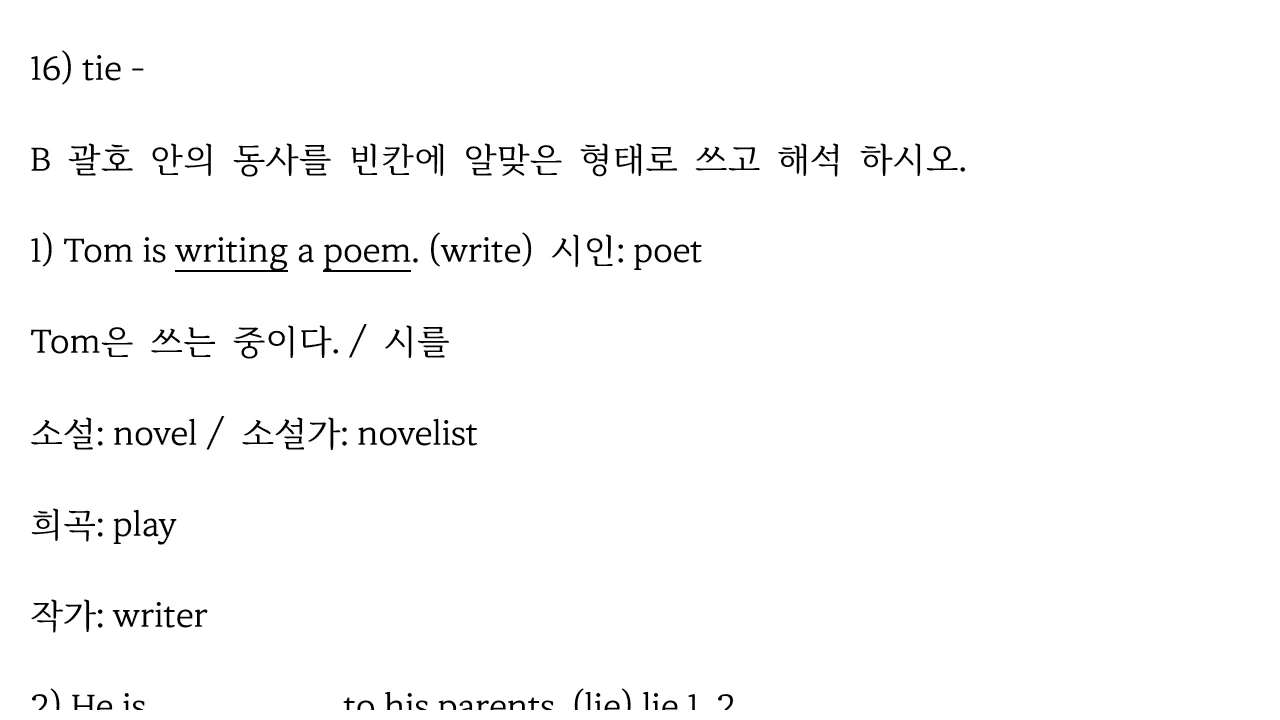 16) tie -
B 괄호 안의 동사를 빈칸에 알맞은 형태로 쓰고 해석 하시오.
1) Tom is writing a poem. (write) 시인: poet
Tom은 쓰는 중이다. / 시를
소설: novel / 소설가: novelist
희곡: play
작가: writer
2) He is ____________ to his parents. (lie) lie 1, 2